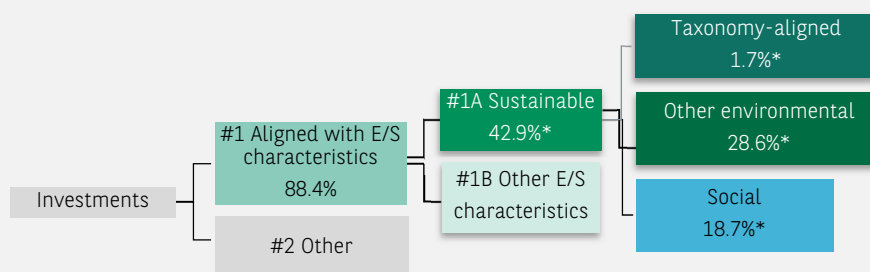 Investments
#1 Aligned with E/S
characteristics
88.4%
#2 Other
#1A Sustainable
42.9%*
#1B Other E/S
characteristics
Taxonomy-aligned
1.7%*
Other environmental
28.6%*
Social
18.7%*